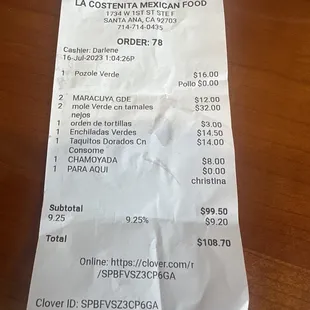 LA COSTENITA MEXICAN FOOD
1734 W 1ST ST STE F
SANTA ANA, CA 92703
714-714-0435
ORDER: 78
Cashier: Darlene
16-Jul-2023 1:04:26P
1 Pozole Verde $16.00
Pollo $0.00
2 MARACUYA GDE $12.00
2 mole Verde cn tamales $32.00
nejos
1 orden de tortillas $3.00
1 Enchiladas Verdes $14.50
1 Taquitos Dorados Cn $14.00
Consome
1 CHAMOYADA $8.00
1 PARA AQUI $0.00
christina
Subtotal $99.50
9.25 9.25% $9.20
Total $108.70
Online: https://clover.com/r
/SPBFVSZ3CP6GA
Clover ID: SPBFVSZ3CP6GA